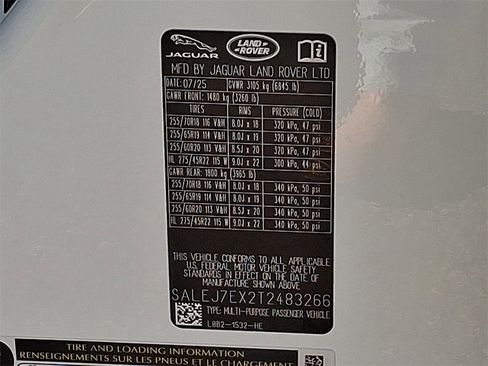 JAGUAR
LAND ROVER
MFD BY JAGUAR LAND ROVER LTD
DATE: 07/25 GVWR 3105 kg (6845 lb)
GAWR FRONT: 1480 kg (3260 lb)
TIRES RIMS PRESSURE (COLD)
255/70R18 116 V&H 8.0J x 18 320 kPa, 47 psi
255/65R19 114 V&H 8.0J x 19 320 kPa, 47 psi
255/60R20 113 V&H 8.5J x 20 320 kPa, 47 psi
HL 275/45R22 115 W 9.0J x 22 300 kPa, 44 psi
GAWR REAR: 1800 kg (3965 lb)
255/70R18 116 V&H 8.0J x 18 340 kPa, 50 psi
255/65R19 114 V&H 8.0J x 19 340 kPa, 50 psi
255/60R20 113 V&H 8.5J x 20 340 kPa, 50 psi
HL 275/45R22 115 W 9.0J x 22 340 kPa, 50 psi
THIS VEHICLE CONFORMS TO ALL APPLICABLE
U.S. FEDERAL MOTOR VEHICLE SAFETY
STANDARDS IN EFFECT ON THE DATE OF
MANUFACTURE SHOWN ABOVE
SALEJ7EX2T2483266
TYPE: MULTI-PURPOSE PASSENGER VEHICLE
L8B2-1532-HE
TIRE AND LOADING INFORMATION
RENSEIGNEMENTS SUR LES PNEUS ET LE CHARGEMENT